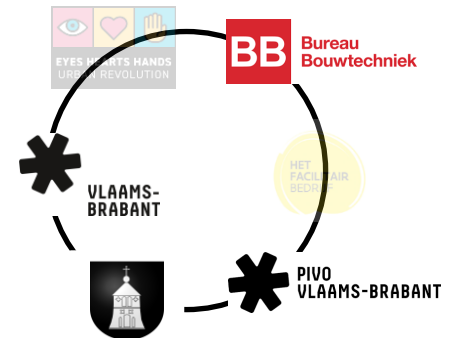 EYES HEARTS HANDS
URBAN REVOLUTION
BB Bureau
Bouwtechniek
HET
FACILITAIR
BEDRIJF
VLAAMS-
BRABANT
PIVO
VLAAMS-BRABANT